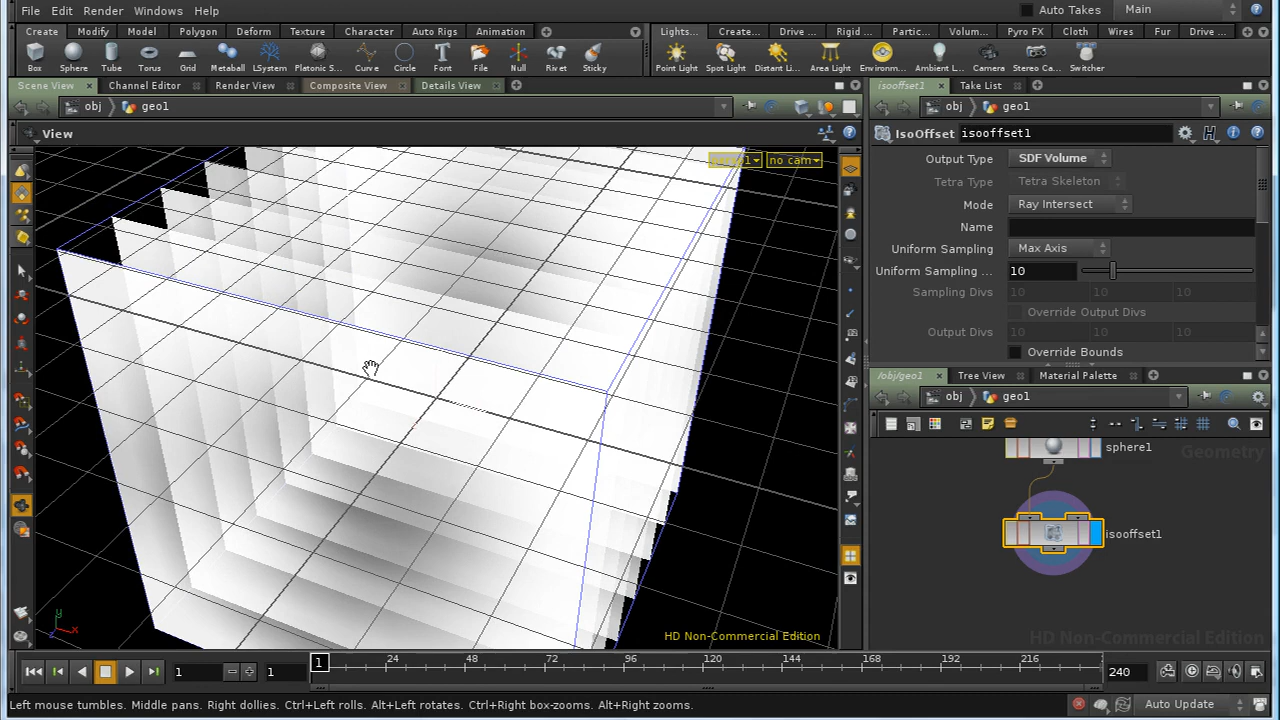 File Edit Render Windows Help
Auto Takes Main
Create Modify Model Polygon Deform Texture Character Auto Rigs Animation
Lights... Create... Drive ... Rigid ... Partic... Volum... Pyro FX Cloth Wires Fur Drive ...
Box Sphere Tube Torus Grid Metaball LSystem Platonic S... Curve Circle Font File Null Rivet Sticky
Point Light Spot Light Distant Li... Area Light Environm... Ambient L... Camera Stereo Ca... Switcher
Scene View Channel Editor Render View Composite View Details View
isooffset1 Take List
obj geo1
obj geo1
View
no cam
IsoOffset isooffset1
Output Type SDF Volume
Tetra Type Tetra Skeleton
Mode Ray Intersect
Name
Uniform Sampling Max Axis
Uniform Sampling ... 10
Sampling Divs 10 10 10
Override Output Divs
Output Divs 10 10 10
Override Bounds
/obj/geo1 Tree View Material Palette
obj geo1
sphere1
Geometry
isooffset1
y
x
z
HD Non-Commercial Edition
HD Non-Commercial Edition
1 1 1 24 48 72 96 120 144 168 192 216 240
Left mouse tumbles. Middle pans. Right dollies. Ctrl+Left rolls. Alt+Left rotates. Ctrl+Right box zooms. Alt+Right zooms.
Auto Update